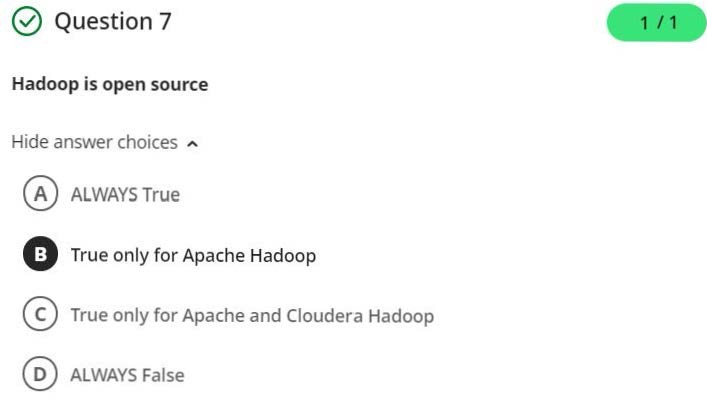 Question 7
1 / 1
Hadoop is open source
Hide answer choices
A ALWAYS True
B True only for Apache Hadoop
C True only for Apache and Cloudera Hadoop
D ALWAYS False